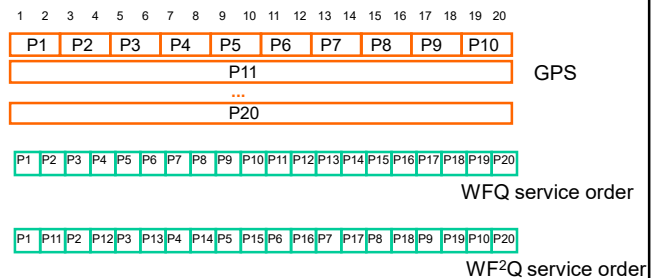 1 2 3 4 5 6 7 8 9 10 11 12 13 14 15 16 17 18 19 20
P1 P2 P3 P4 P5 P6 P7 P8 P9 P10
P11
GPS
...
P20
P1 P2 P3 P4 P5 P6 P7 P8 P9 P10 P11 P12 P13 P14 P15 P16 P17 P18 P19 P20
WFQ service order
P1 P11 P2 P12 P3 P13 P4 P14 P5 P15 P6 P16 P7 P17 P8 P18 P9 P19 P10 P20
WF²Q service order